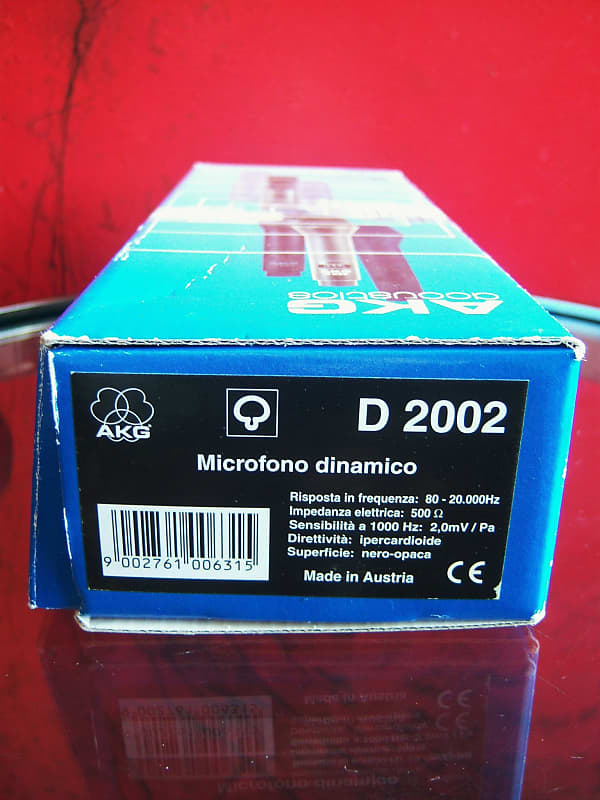 AKG
acoustics
AKG
D 2002
Microfono dinamico
Risposta in frequenza: 80 - 20.000Hz
Impedanza elettrica: 500 Ω
Sensibilità a 1000 Hz: 2,0mV / Pa
Direttività: ipercardioide
Superficie: nero-opaca
9 002761 006315
Made in Austria CE